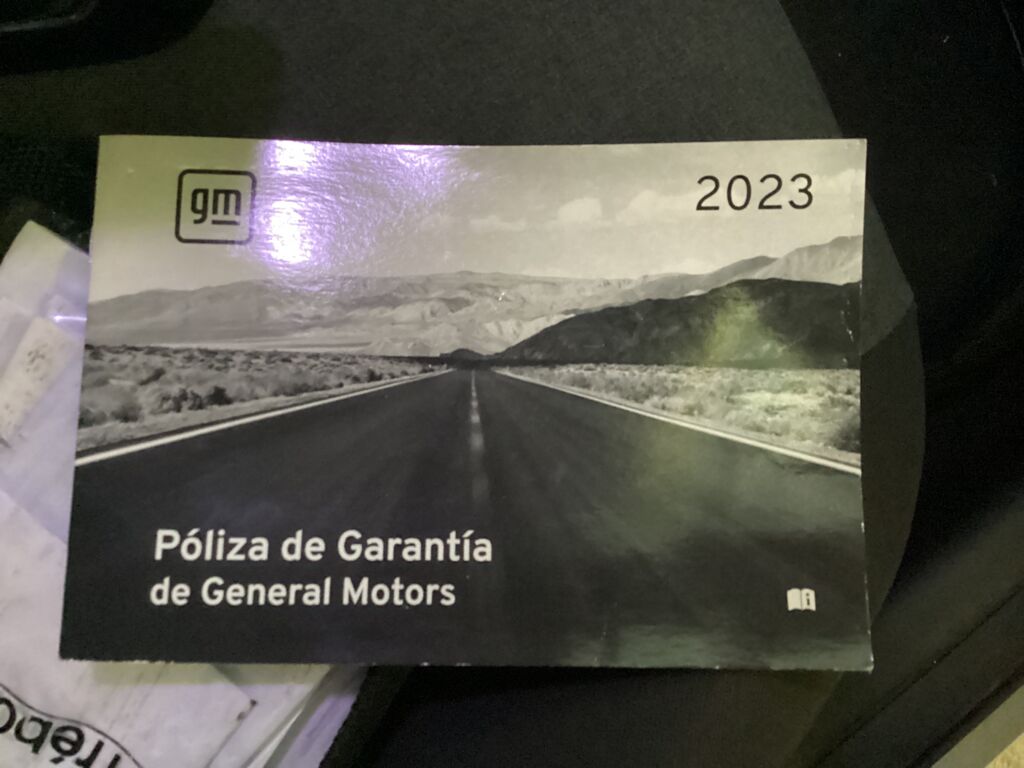 gm
2023
Póliza de Garantía
de General Motors
i